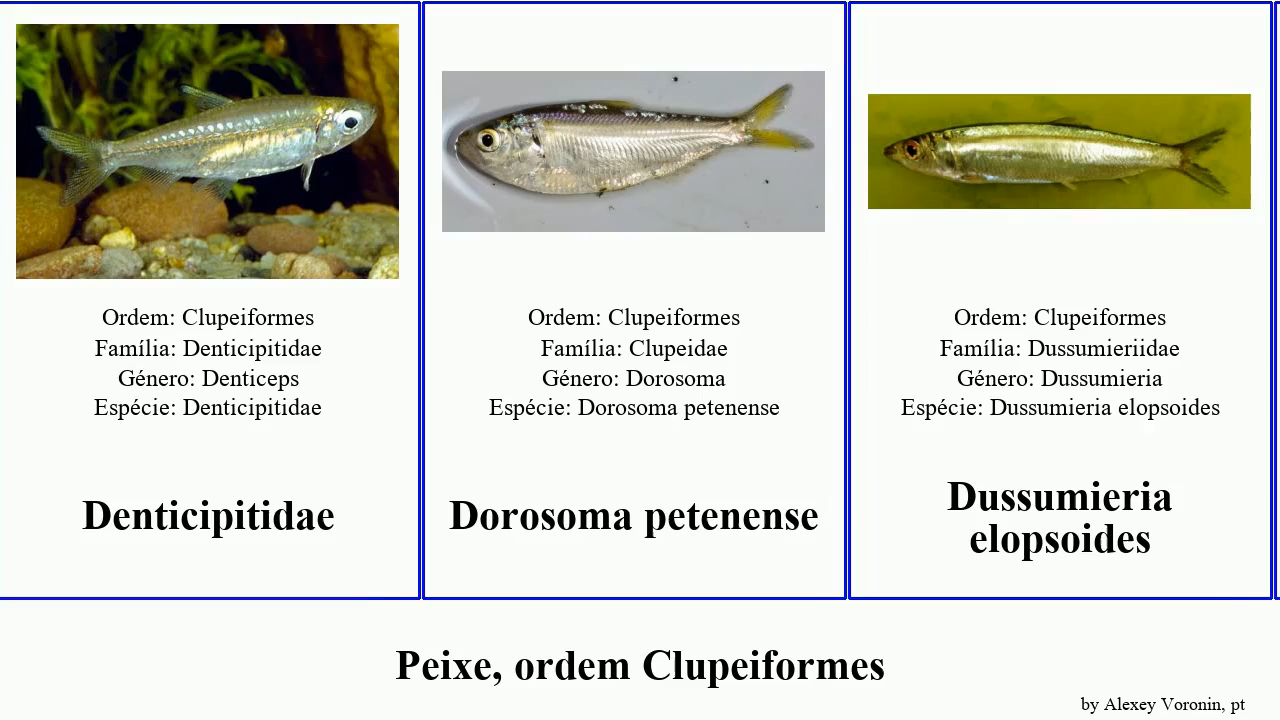 Ordem: Clupeiformes
Família: Denticipitidae
Género: Denticeps
Espécie: Denticipitidae
Denticipitidae
Ordem: Clupeiformes
Família: Clupeidae
Género: Dorosoma
Espécie: Dorosoma petenense
Dorosoma petenense
Ordem: Clupeiformes
Família: Dussumieriidae
Género: Dussumieria
Espécie: Dussumieria elopsoides
Dussumieria
elopsoides
Peixe, ordem Clupeiformes
by Alexey Voronin, pt